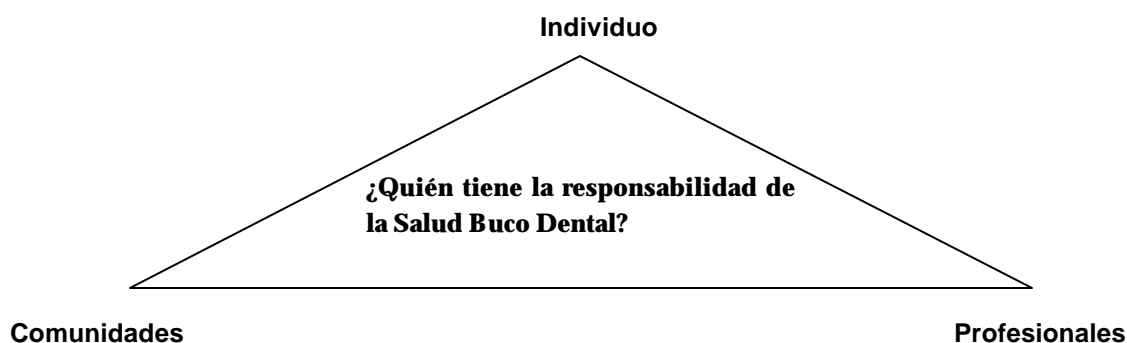 Individuo
¿Quién tiene la responsabilidad de
la Salud Buco Dental?
Comunidades
Profesionales